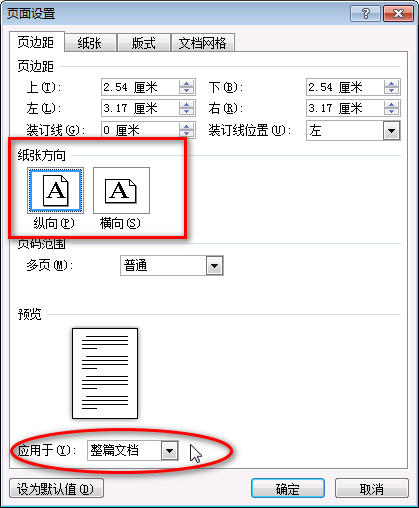 页面设置
页边距 纸张 版式 文档网格
页边距
上(T): 2.54 厘米 下(B): 2.54 厘米
左(L): 3.17 厘米 右(R): 3.17 厘米
装订线(G): 0 厘米 装订线位置(U): 左
纸张方向
A A
纵向(P) 横向(S)
页码范围
多页(M): 普通
预览
应用于(Y): 整篇文档
设为默认值(D) 确定 取消